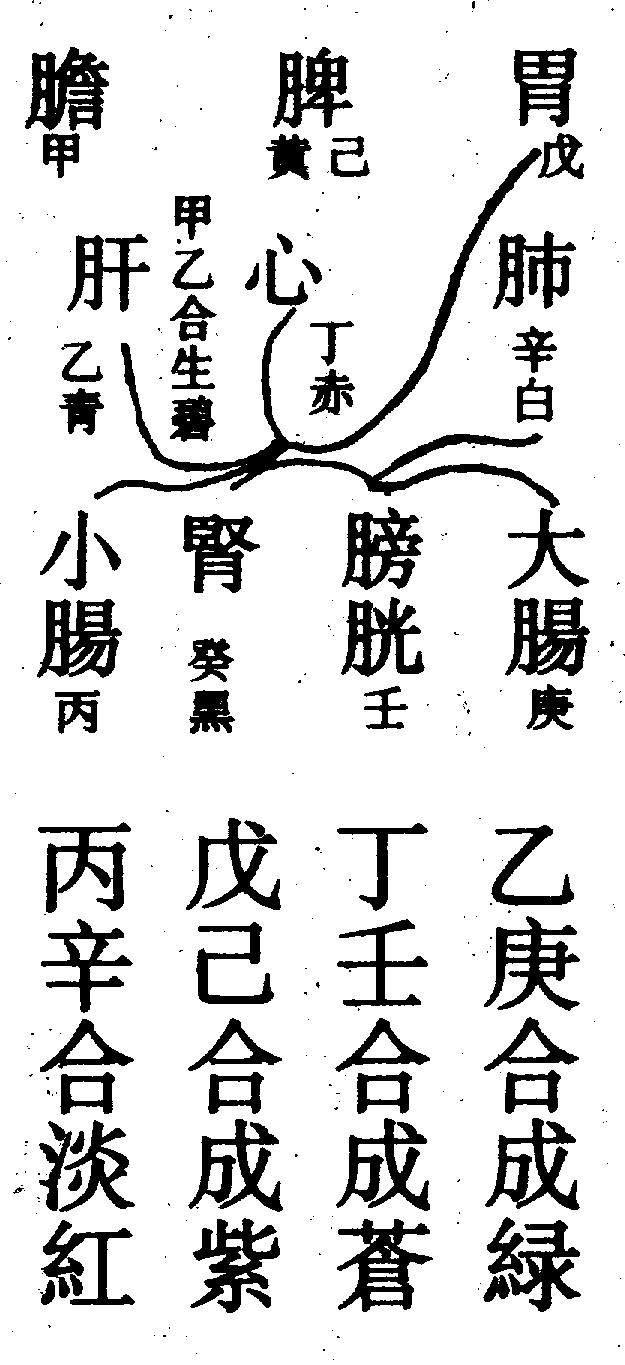 胃
戊
脾
己
黃
膽
甲
肺
辛白
心
丁赤
甲乙合生碧
肝
乙青
大腸
庚
膀胱
壬
腎
癸黑
小腸
丙
乙庚合成緑
丁壬合成蒼
戊己合成紫
丙辛合淡紅